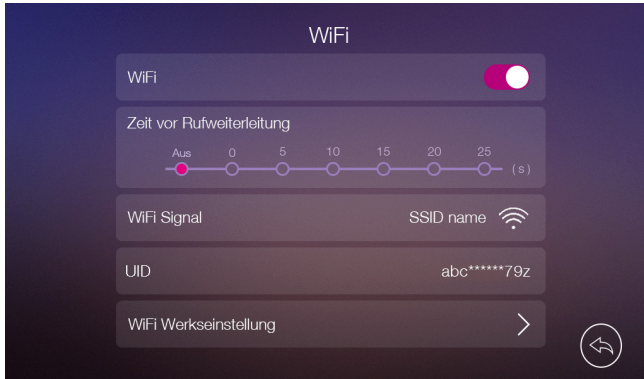 WiFi
WiFi
Zeit vor Rufweiterleitung
Aus 0 5 10 15 20 25
(s)
WiFi Signal SSID name
UID abc******79z
WiFi Werkseinstellung